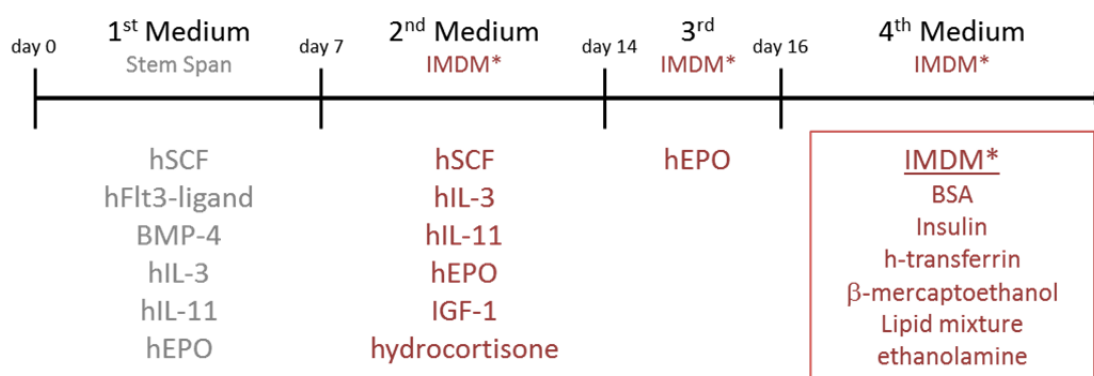 day 0
1st Medium
Stem Span
day 7
2nd Medium
IMDM*
day 14
3rd
IMDM*
day 16
4th Medium
IMDM*
hSCF
hFlt3-ligand
BMP-4
hIL-3
hIL-11
hEPO
hSCF
hIL-3
hIL-11
hEPO
IGF-1
hydrocortisone
hEPO
IMDM*
BSA
Insulin
h-transferrin
β-mercaptoethanol
Lipid mixture
ethanolamine